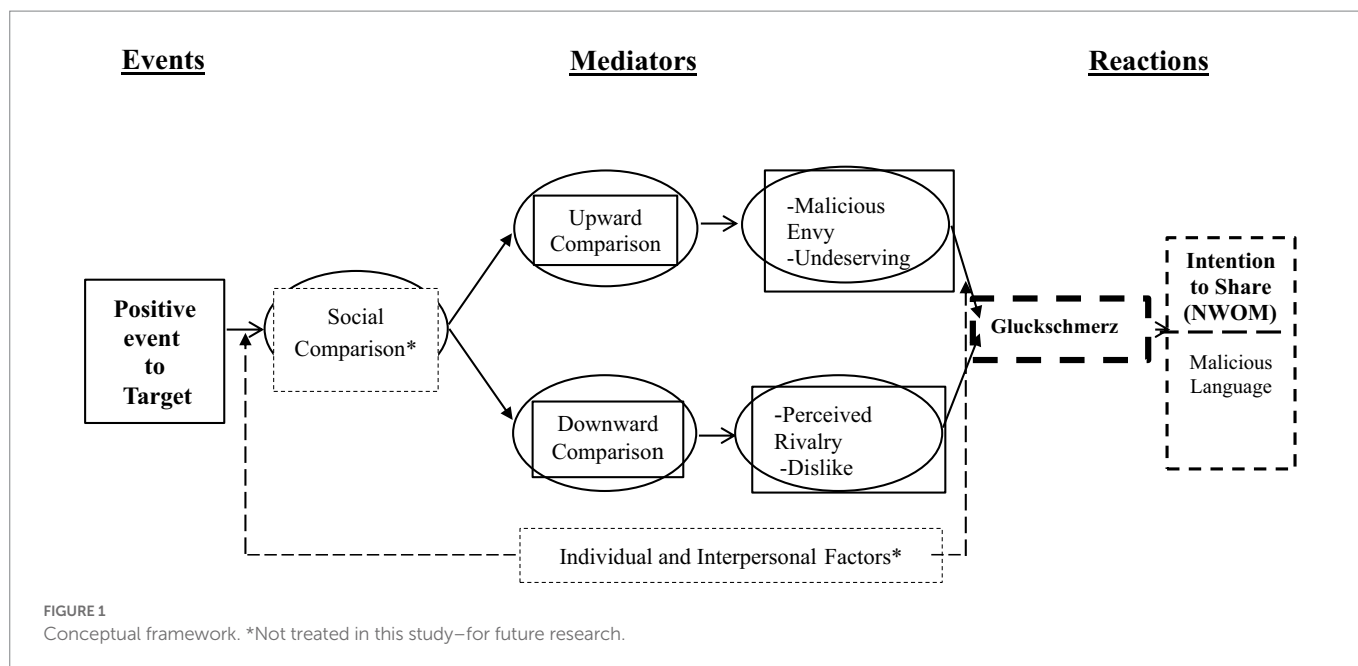 Events
Mediators
Reactions
Positive
event
to
Target
Social
Comparison*
Upward
Comparison
-Malicious
Envy
-Undeserving
Downward
Comparison
-Perceived
Rivalry
-Dislike
Gluckschmerz
Intention
to Share
(NWOM)
Malicious
Language
Individual and Interpersonal Factors*
FIGURE 1
Conceptual framework. *Not treated in this study–for future research.